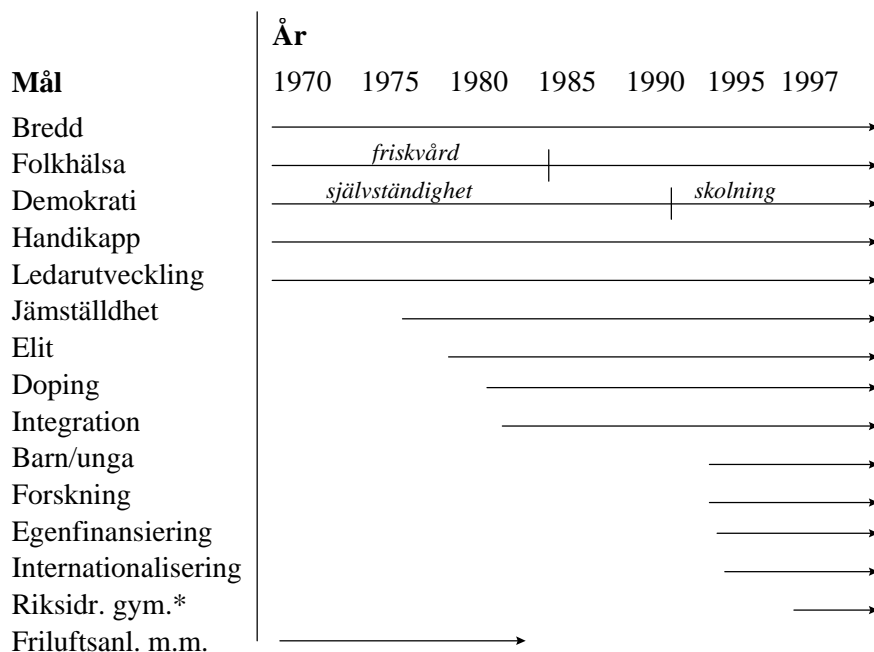 År
Mål 1970 1975 1980 1985 1990 1995 1997
Bredd
Folkhälsa friskvård
Demokrati självständighet skolning
Handikapp
Ledarutveckling
Jämställdhet
Elit
Doping
Integration
Barn/unga
Forskning
Egenfinansiering
Internationalisering
Riksidr. gym.*
Friluftsanl. m.m.